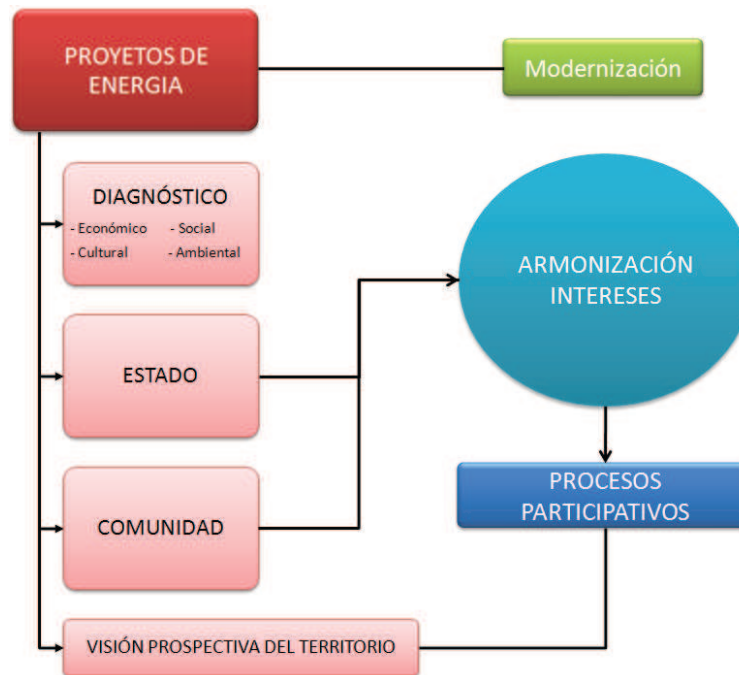 PROYETOS DE
ENERGIA
Modernización
DIAGNÓSTICO
- Económico - Social
- Cultural - Ambiental
ARMONIZACIÓN
INTERESES
ESTADO
COMUNIDAD
PROCESOS
PARTICIPATIVOS
VISIÓN PROSPECTIVA DEL TERRITORIO